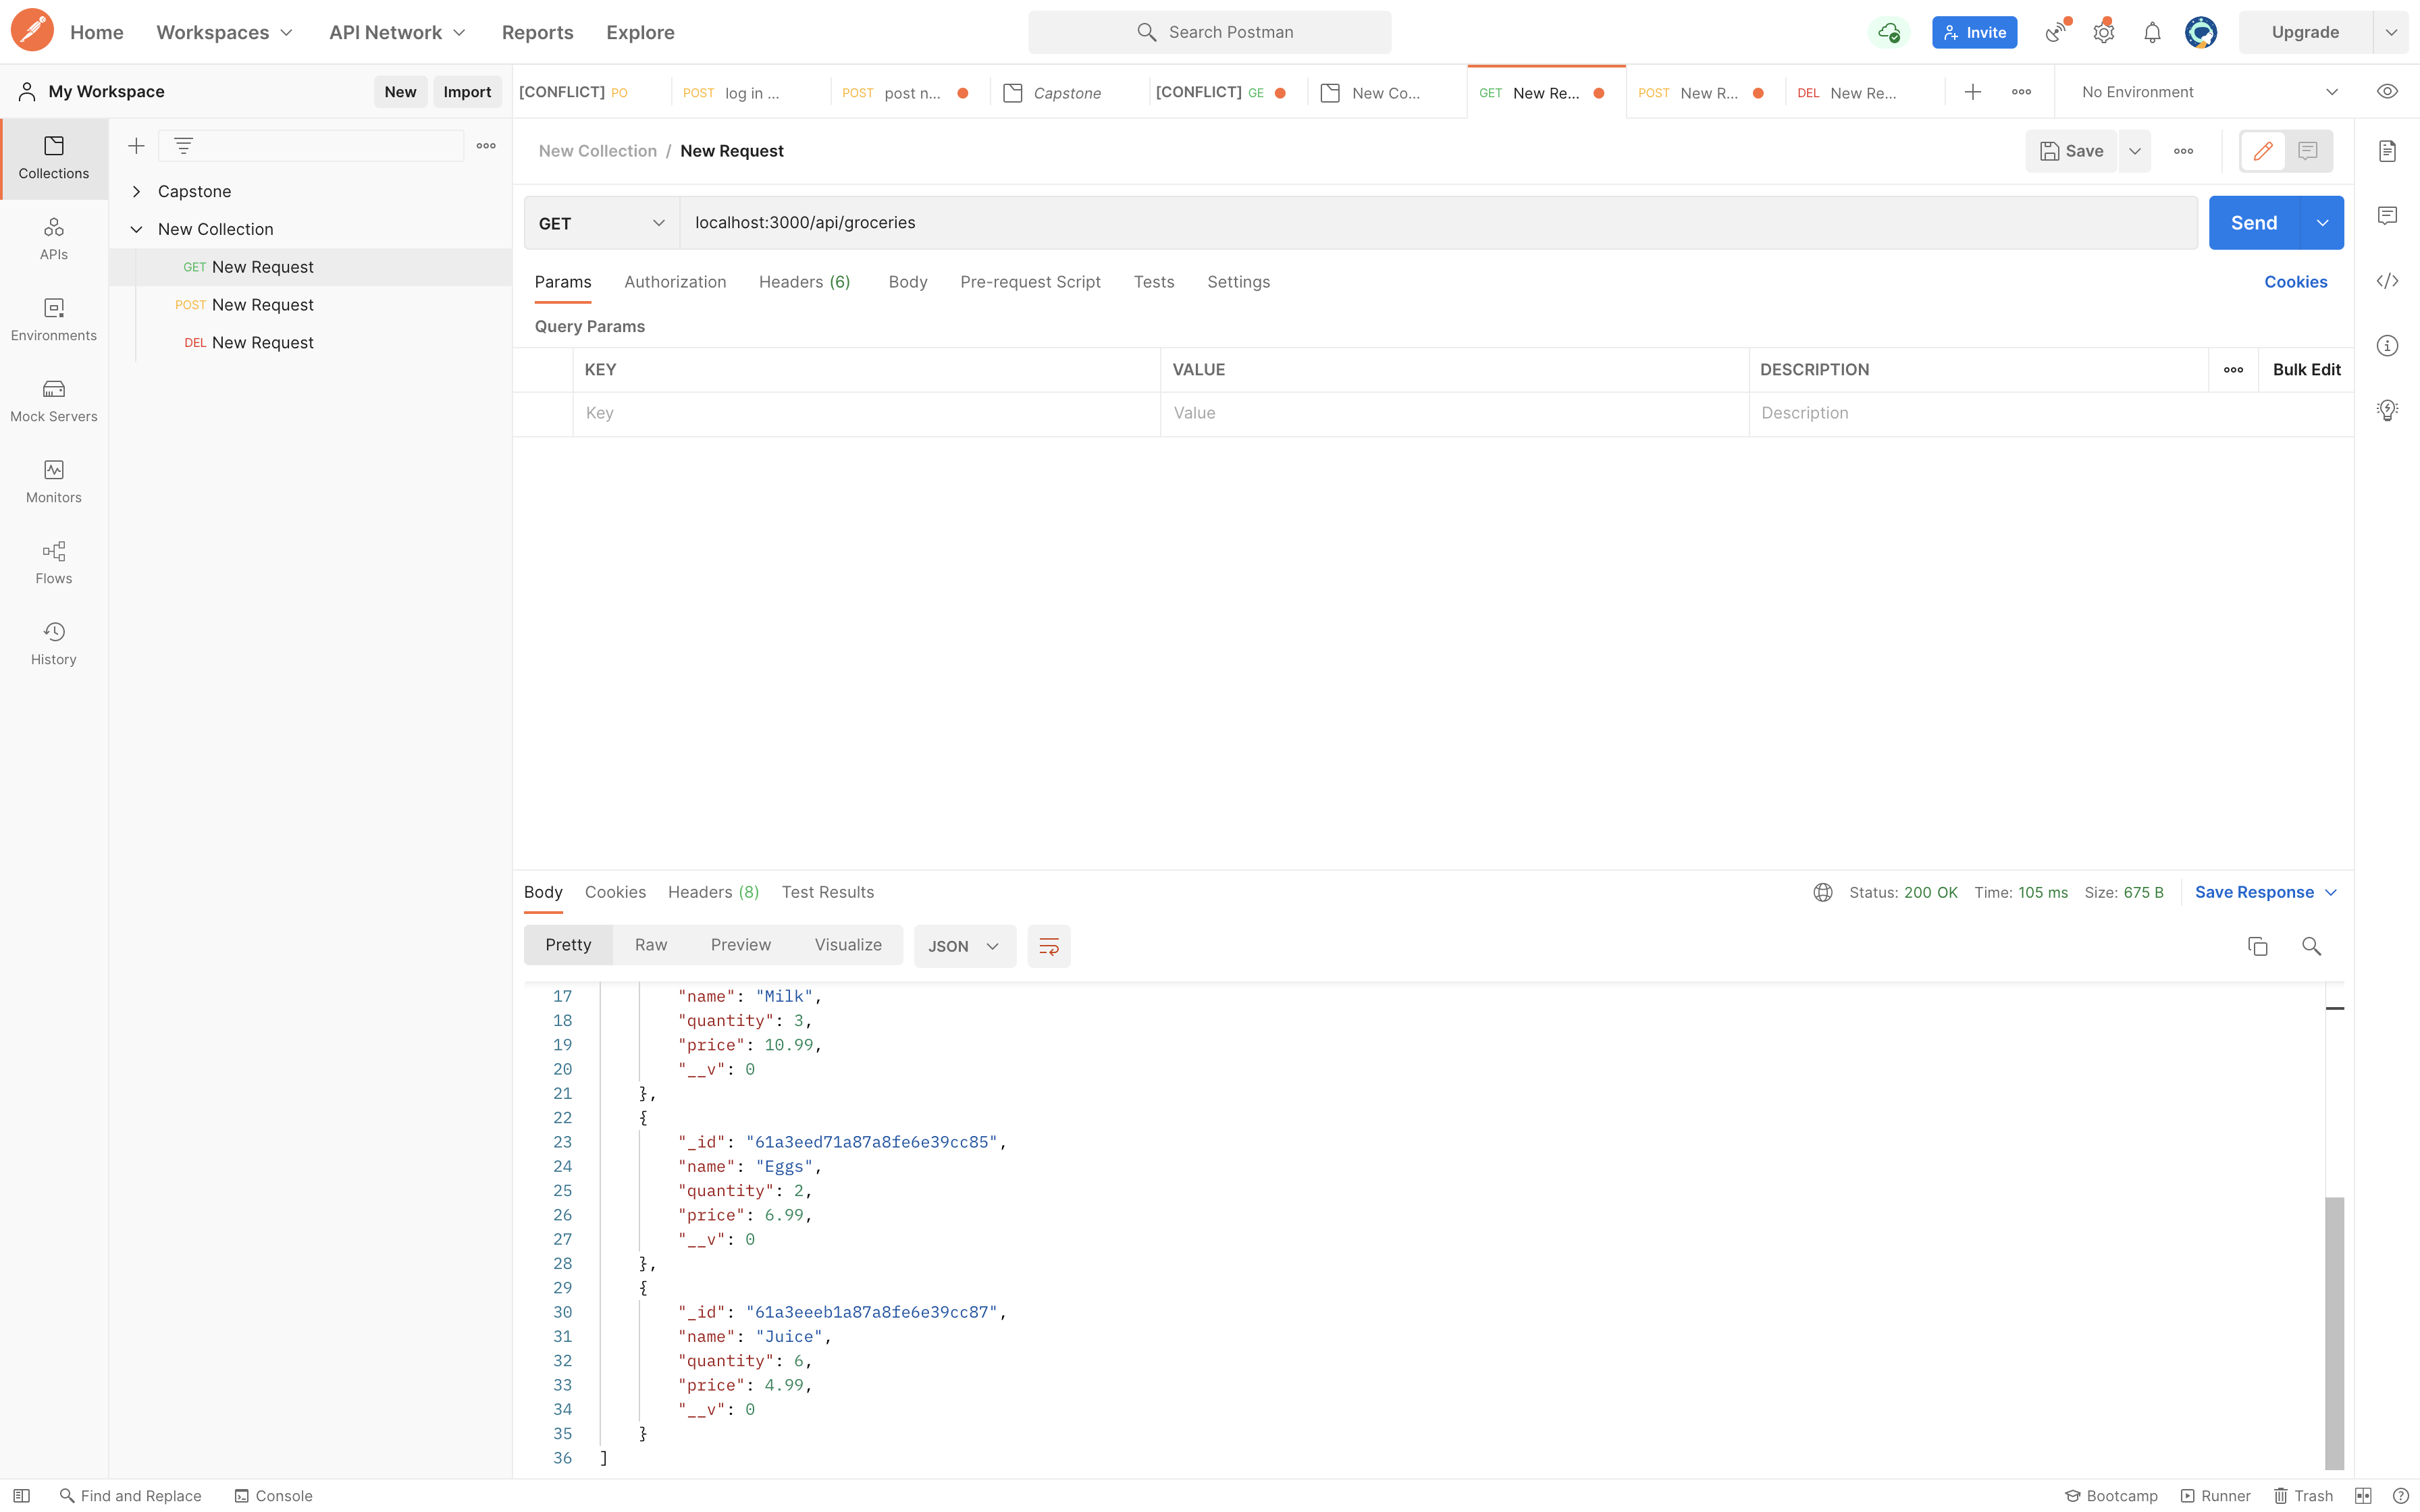 Home Workspaces API Network Reports Explore Search Postman Invite Upgrade
My Workspace New Import [CONFLICT] PO POST log in ... POST post n... Capstone [CONFLICT] GE New Co... GET New Re... POST New R... DEL New Re... No Environment
Collections
APIs
Environments
Mock Servers
Monitors
Flows
History
Capstone
New Collection
GET New Request
POST New Request
DEL New Request
New Collection / New Request Save
GET localhost:3000/api/groceries Send
Params Authorization Headers (6) Body Pre-request Script Tests Settings Cookies
Query Params
KEY VALUE DESCRIPTION Bulk Edit
Key Value Description
Body Cookies Headers (8) Test Results Status: 200 OK Time: 105 ms Size: 675 B Save Response
Pretty Raw Preview Visualize JSON
17 "name": "Milk",
18 "quantity": 3,
19 "price": 10.99,
20 "__v": 0
21 },
22 {
23 "_id": "61a3eed71a87a8fe6e39cc85",
24 "name": "Eggs",
25 "quantity": 2,
26 "price": 6.99,
27 "__v": 0
28 },
29 {
30 "_id": "61a3eeeb1a87a8fe6e39cc87",
31 "name": "Juice",
32 "quantity": 6,
33 "price": 4.99,
34 "__v": 0
35 }
36 ]
Find and Replace Console Bootcamp Runner Trash